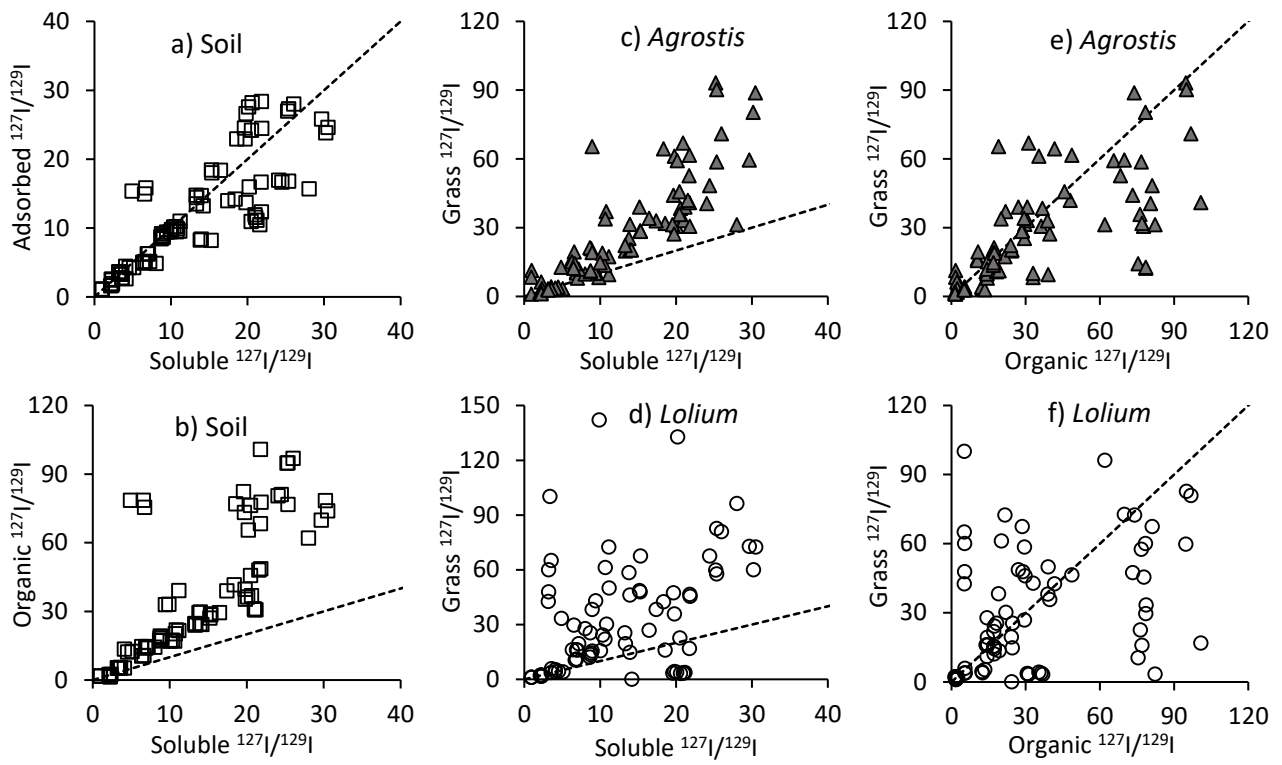 a) Soil
Adsorbed ¹²⁷I/¹²⁹I
40
30
20
10
0
0 10 20 30 40
Soluble ¹²⁷I/¹²⁹I
c) Agrostis
Grass ¹²⁷I/¹²⁹I
120
90
60
30
0
0 10 20 30 40
Soluble ¹²⁷I/¹²⁹I
e) Agrostis
Grass ¹²⁷I/¹²⁹I
120
90
60
30
0
0 30 60 90 120
Organic ¹²⁷I/¹²⁹I
b) Soil
Organic ¹²⁷I/¹²⁹I
120
90
60
30
0
0 10 20 30 40
Soluble ¹²⁷I/¹²⁹I
d) Lolium
Grass ¹²⁷I/¹²⁹I
150
120
90
60
30
0
0 10 20 30 40
Soluble ¹²⁷I/¹²⁹I
f) Lolium
Grass ¹²⁷I/¹²⁹I
120
90
60
30
0
0 30 60 90 120
Organic ¹²⁷I/¹²⁹I